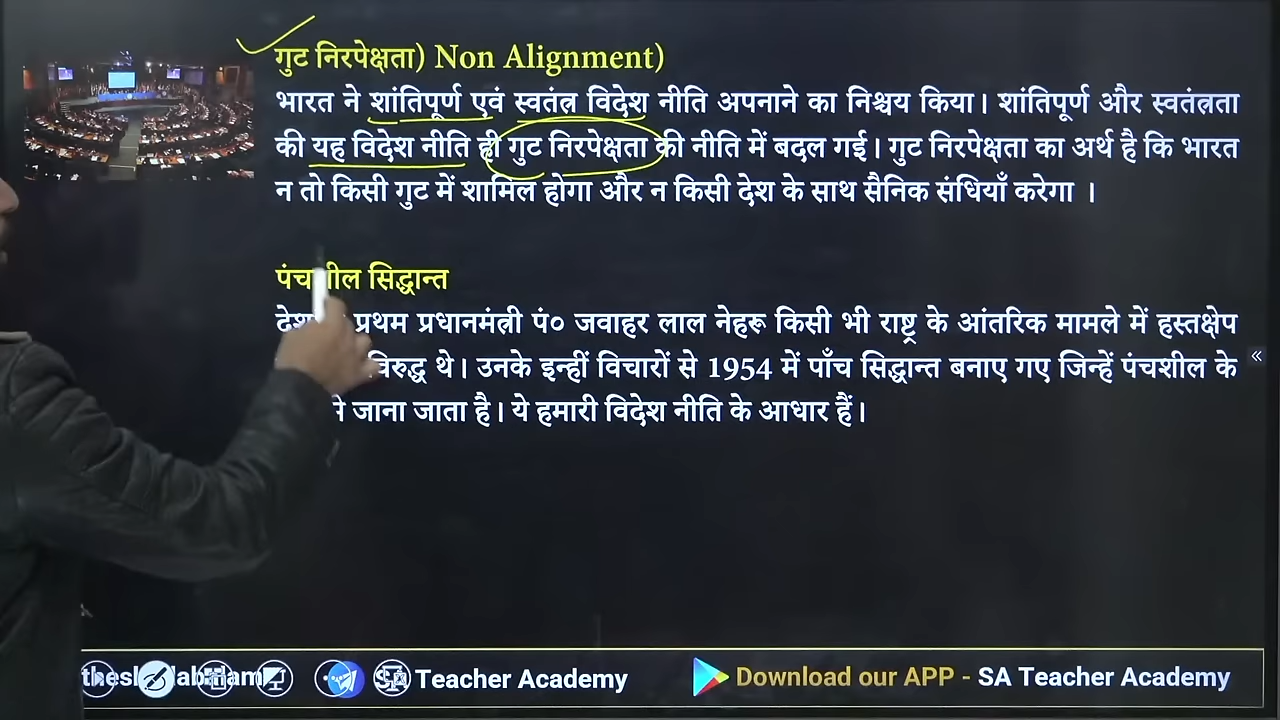 गुट निरपेक्षता) Non Alignment)
भारत ने शांतिपूर्ण एवं स्वतंत्र विदेश नीति अपनाने का निश्चय किया। शांतिपूर्ण और स्वतंत्रता
की यह विदेश नीति ही गुट निरपेक्षता की नीति में बदल गई। गुट निरपेक्षता का अर्थ है कि भारत
न तो किसी गुट में शामिल होगा और न किसी देश के साथ सैनिक संधियाँ करेगा ।
पंचशील सिद्धान्त
प्रथम प्रधानमंत्री पं० जवाहर लाल नेहरू किसी भी राष्ट्र के आंतरिक मामले में हस्तक्षेप
विरुद्ध थे। उनके इन्हीं विचारों से 1954 में पाँच सिद्धान्त बनाए गए जिन्हें पंचशील के
जाना जाता है। ये हमारी विदेश नीति के आधार हैं।
Teacher Academy
Download our APP - SA Teacher Academy